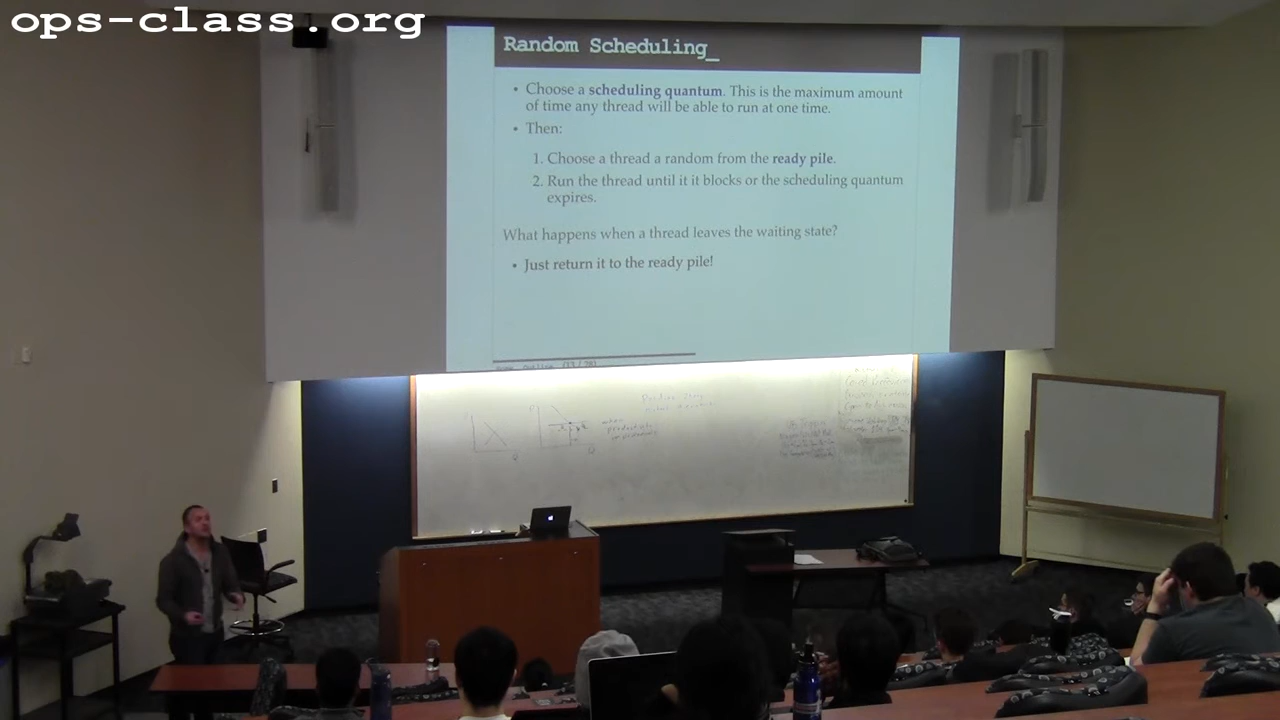 ops-class.org
Random Scheduling_
• Choose a scheduling quantum. This is the maximum amount
of time any thread will be able to run at one time.
• Then:
1. Choose a thread a random from the ready pile.
2. Run the thread until it it blocks or the scheduling quantum
expires.
What happens when a thread leaves the waiting state?
• Just return it to the ready pile!